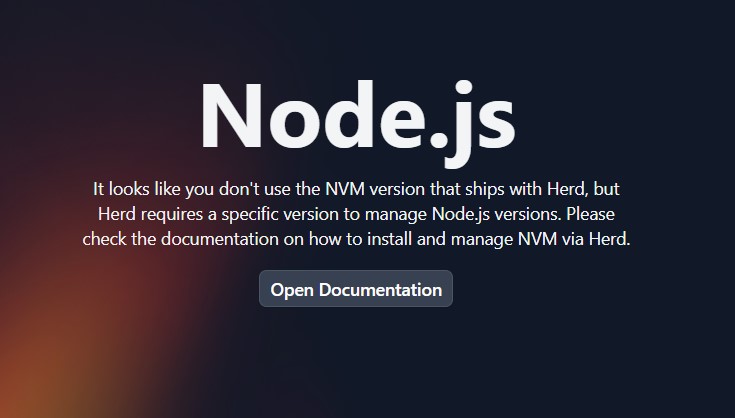 Node.js
It looks like you don't use the NVM version that ships with Herd, but
Herd requires a specific version to manage Node.js versions. Please
check the documentation on how to install and manage NVM via Herd.
Open Documentation